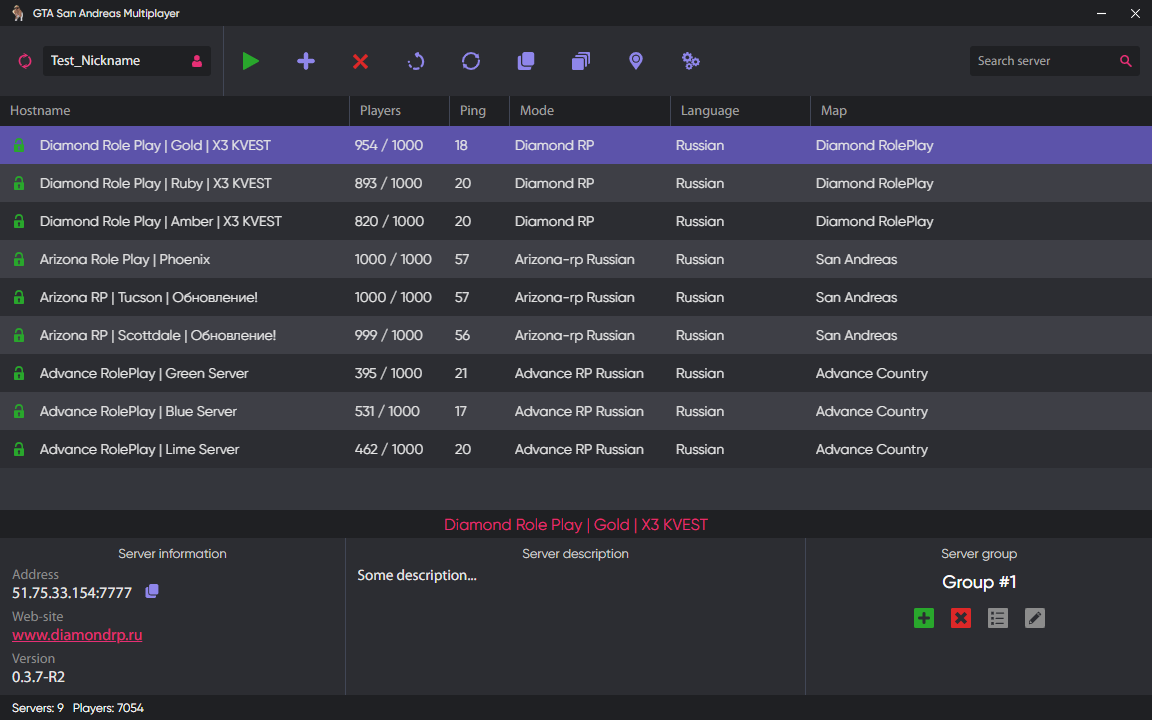 GTA San Andreas Multiplayer
Test_Nickname
Search server
Hostname Players Ping Mode Language Map
Diamond Role Play | Gold | X3 KVEST 954 / 1000 18 Diamond RP Russian Diamond RolePlay
Diamond Role Play | Ruby | X3 KVEST 893 / 1000 20 Diamond RP Russian Diamond RolePlay
Diamond Role Play | Amber | X3 KVEST 820 / 1000 20 Diamond RP Russian Diamond RolePlay
Arizona Role Play | Phoenix 1000 / 1000 57 Arizona-rp Russian Russian San Andreas
Arizona RP | Tucson | Обновление! 1000 / 1000 57 Arizona-rp Russian Russian San Andreas
Arizona RP | Scottdale | Обновление! 999 / 1000 56 Arizona-rp Russian Russian San Andreas
Advance RolePlay | Green Server 395 / 1000 21 Advance RP Russian Russian Advance Country
Advance RolePlay | Blue Server 531 / 1000 17 Advance RP Russian Russian Advance Country
Advance RolePlay | Lime Server 462 / 1000 20 Advance RP Russian Russian Advance Country
Diamond Role Play | Gold | X3 KVEST
Server information
Address
51.75.33.154:7777
Web-site
www.diamondrp.ru
Version
0.3.7-R2
Server description
Some description...
Server group
Group #1
Servers: 9 Players: 7054